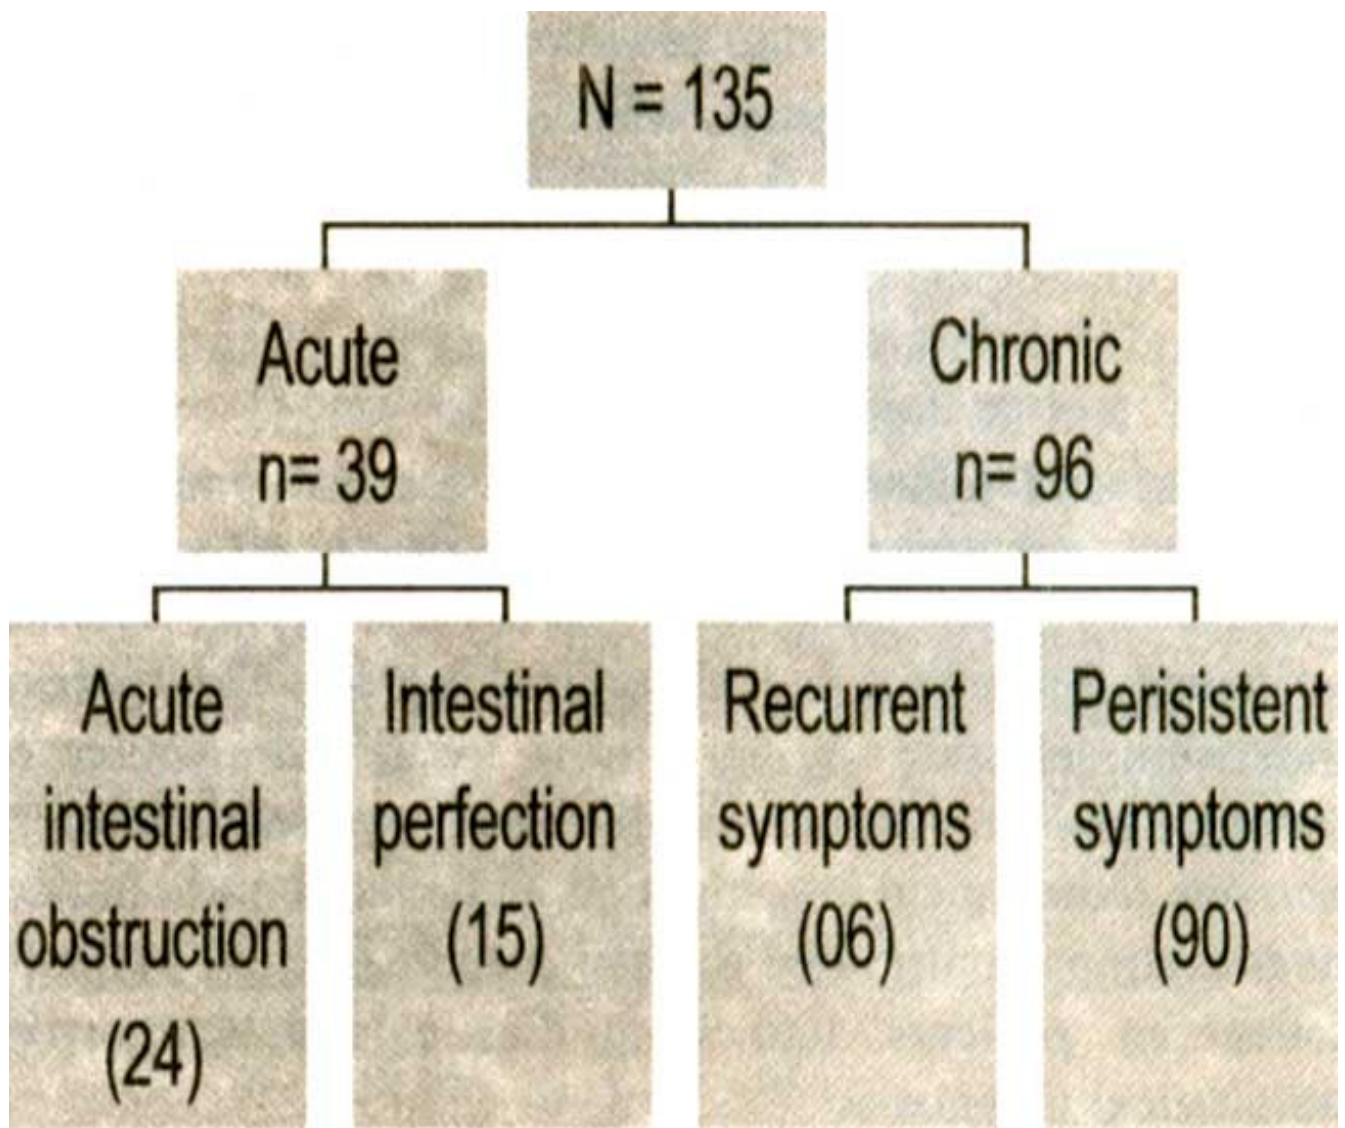 N = 135
Acute
n= 39
Chronic
n= 96
Acute
intestinal
obstruction
(24)
Intestinal
perfection
(15)
Recurrent
symptoms
(06)
Perisistent
symptoms
(90)